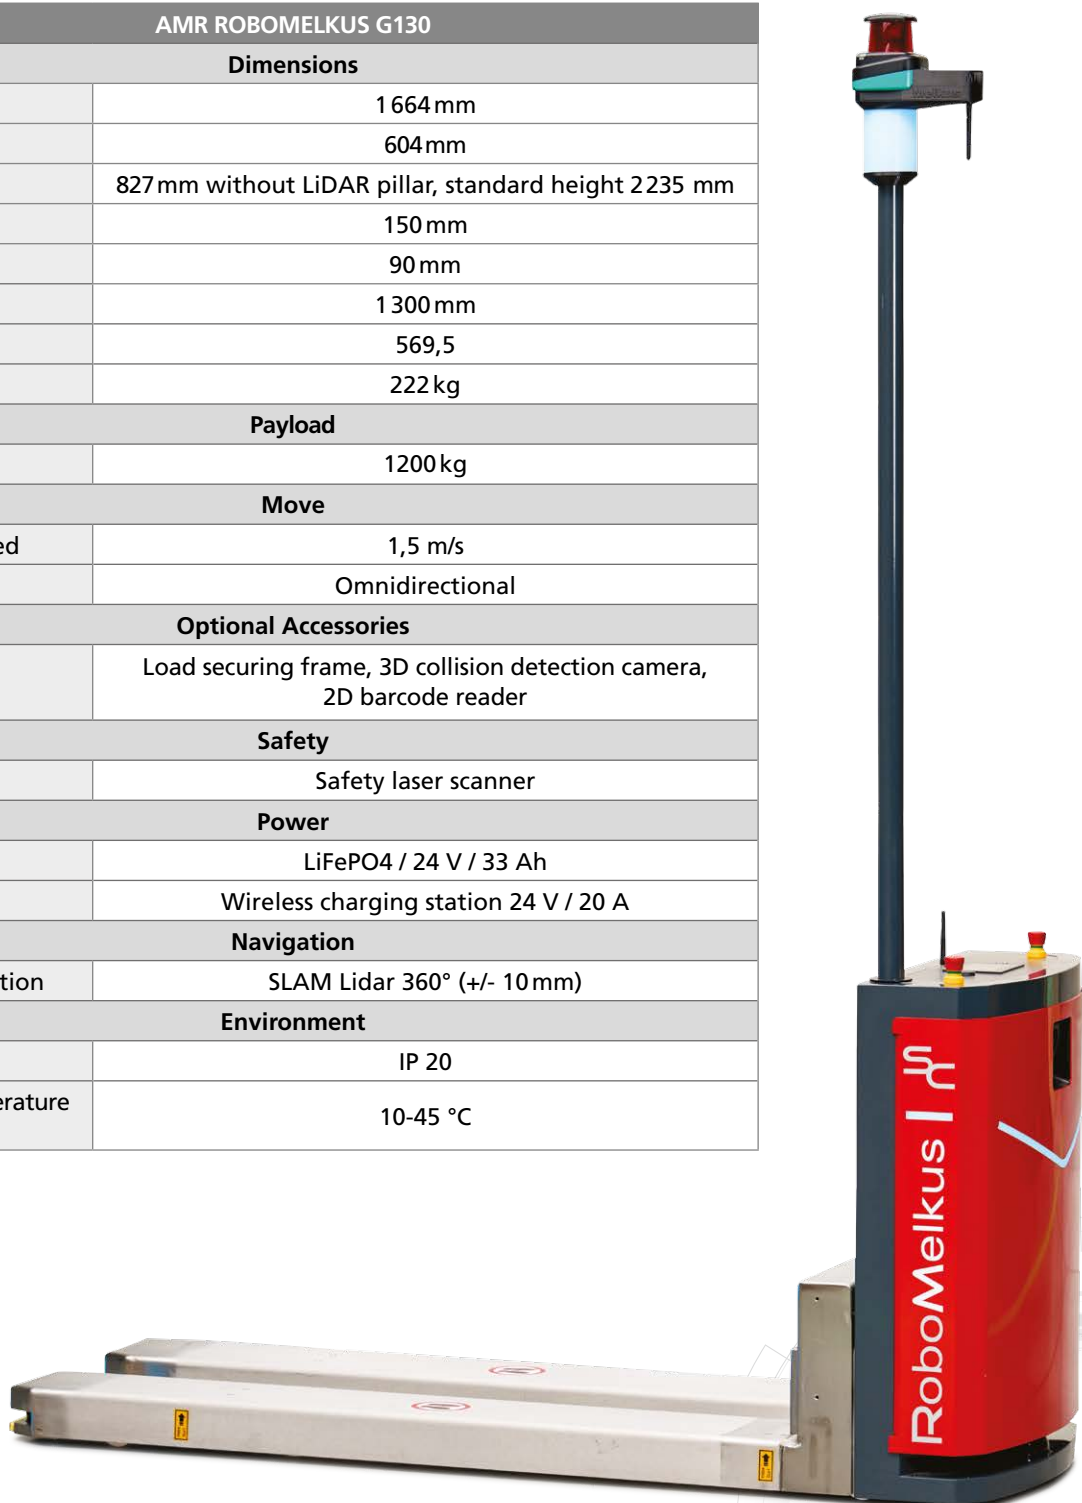 AMR ROBOMELKUS G130
Dimensions
1 664 mm
604 mm
827 mm without LiDAR pillar, standard height 2 235 mm
150 mm
90 mm
1 300 mm
569,5
222 kg
Payload
1200 kg
Move
ed 1,5 m/s
Omnidirectional
Optional Accessories
Load securing frame, 3D collision detection camera,
2D barcode reader
Safety
Safety laser scanner
Power
LiFePO4 / 24 V / 33 Ah
Wireless charging station 24 V / 20 A
Navigation
tion SLAM Lidar 360° (+/- 10 mm)
Environment
IP 20
erature 10-45 °C
RoboMelkus